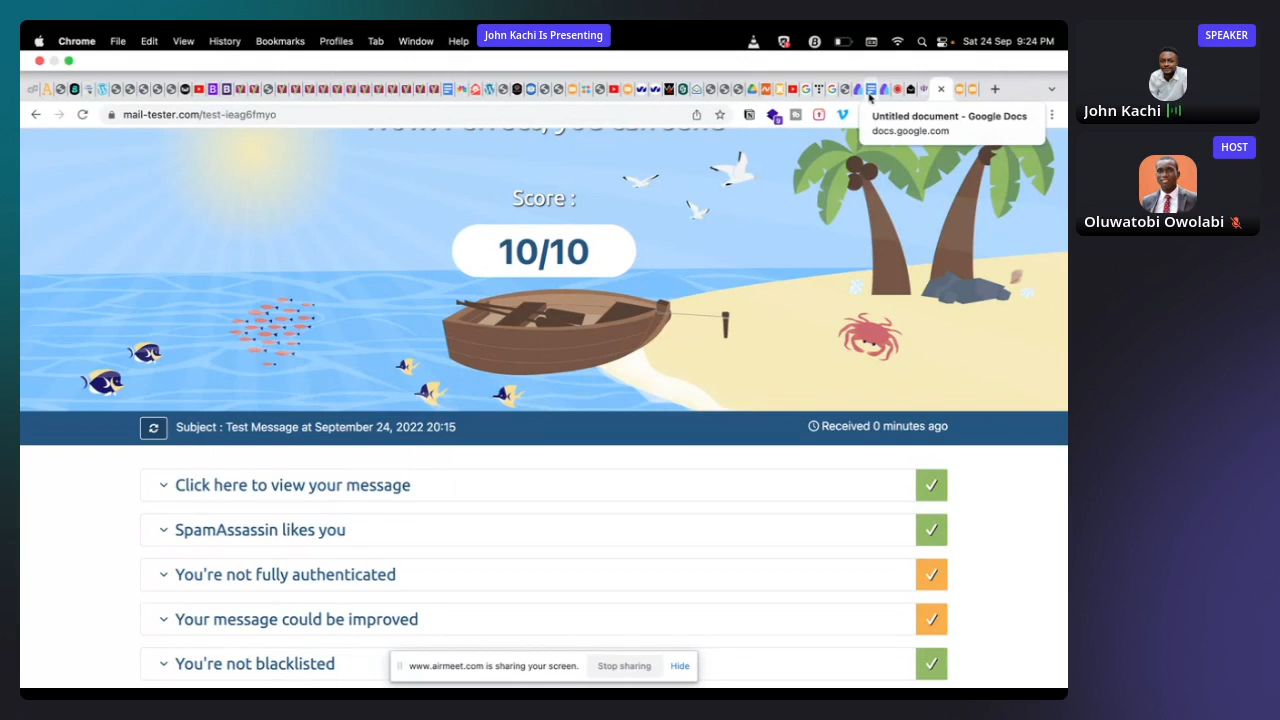 John Kachi Is Presenting
Chrome File Edit View History Bookmarks Profiles Tab Window Help
Sat 24 Sep 9:24 PM
mail-tester.com/test-ieag6fmyo
Untitled document - Google Docs
docs.google.com
Score :
10/10
Subject : Test Message at September 24, 2022 20:15
Received 0 minutes ago
Click here to view your message
SpamAssassin likes you
You're not fully authenticated
Your message could be improved
You're not blacklisted
www.airmeet.com is sharing your screen.
Stop sharing
Hide
SPEAKER
John Kachi
HOST
Oluwatobi Owolabi